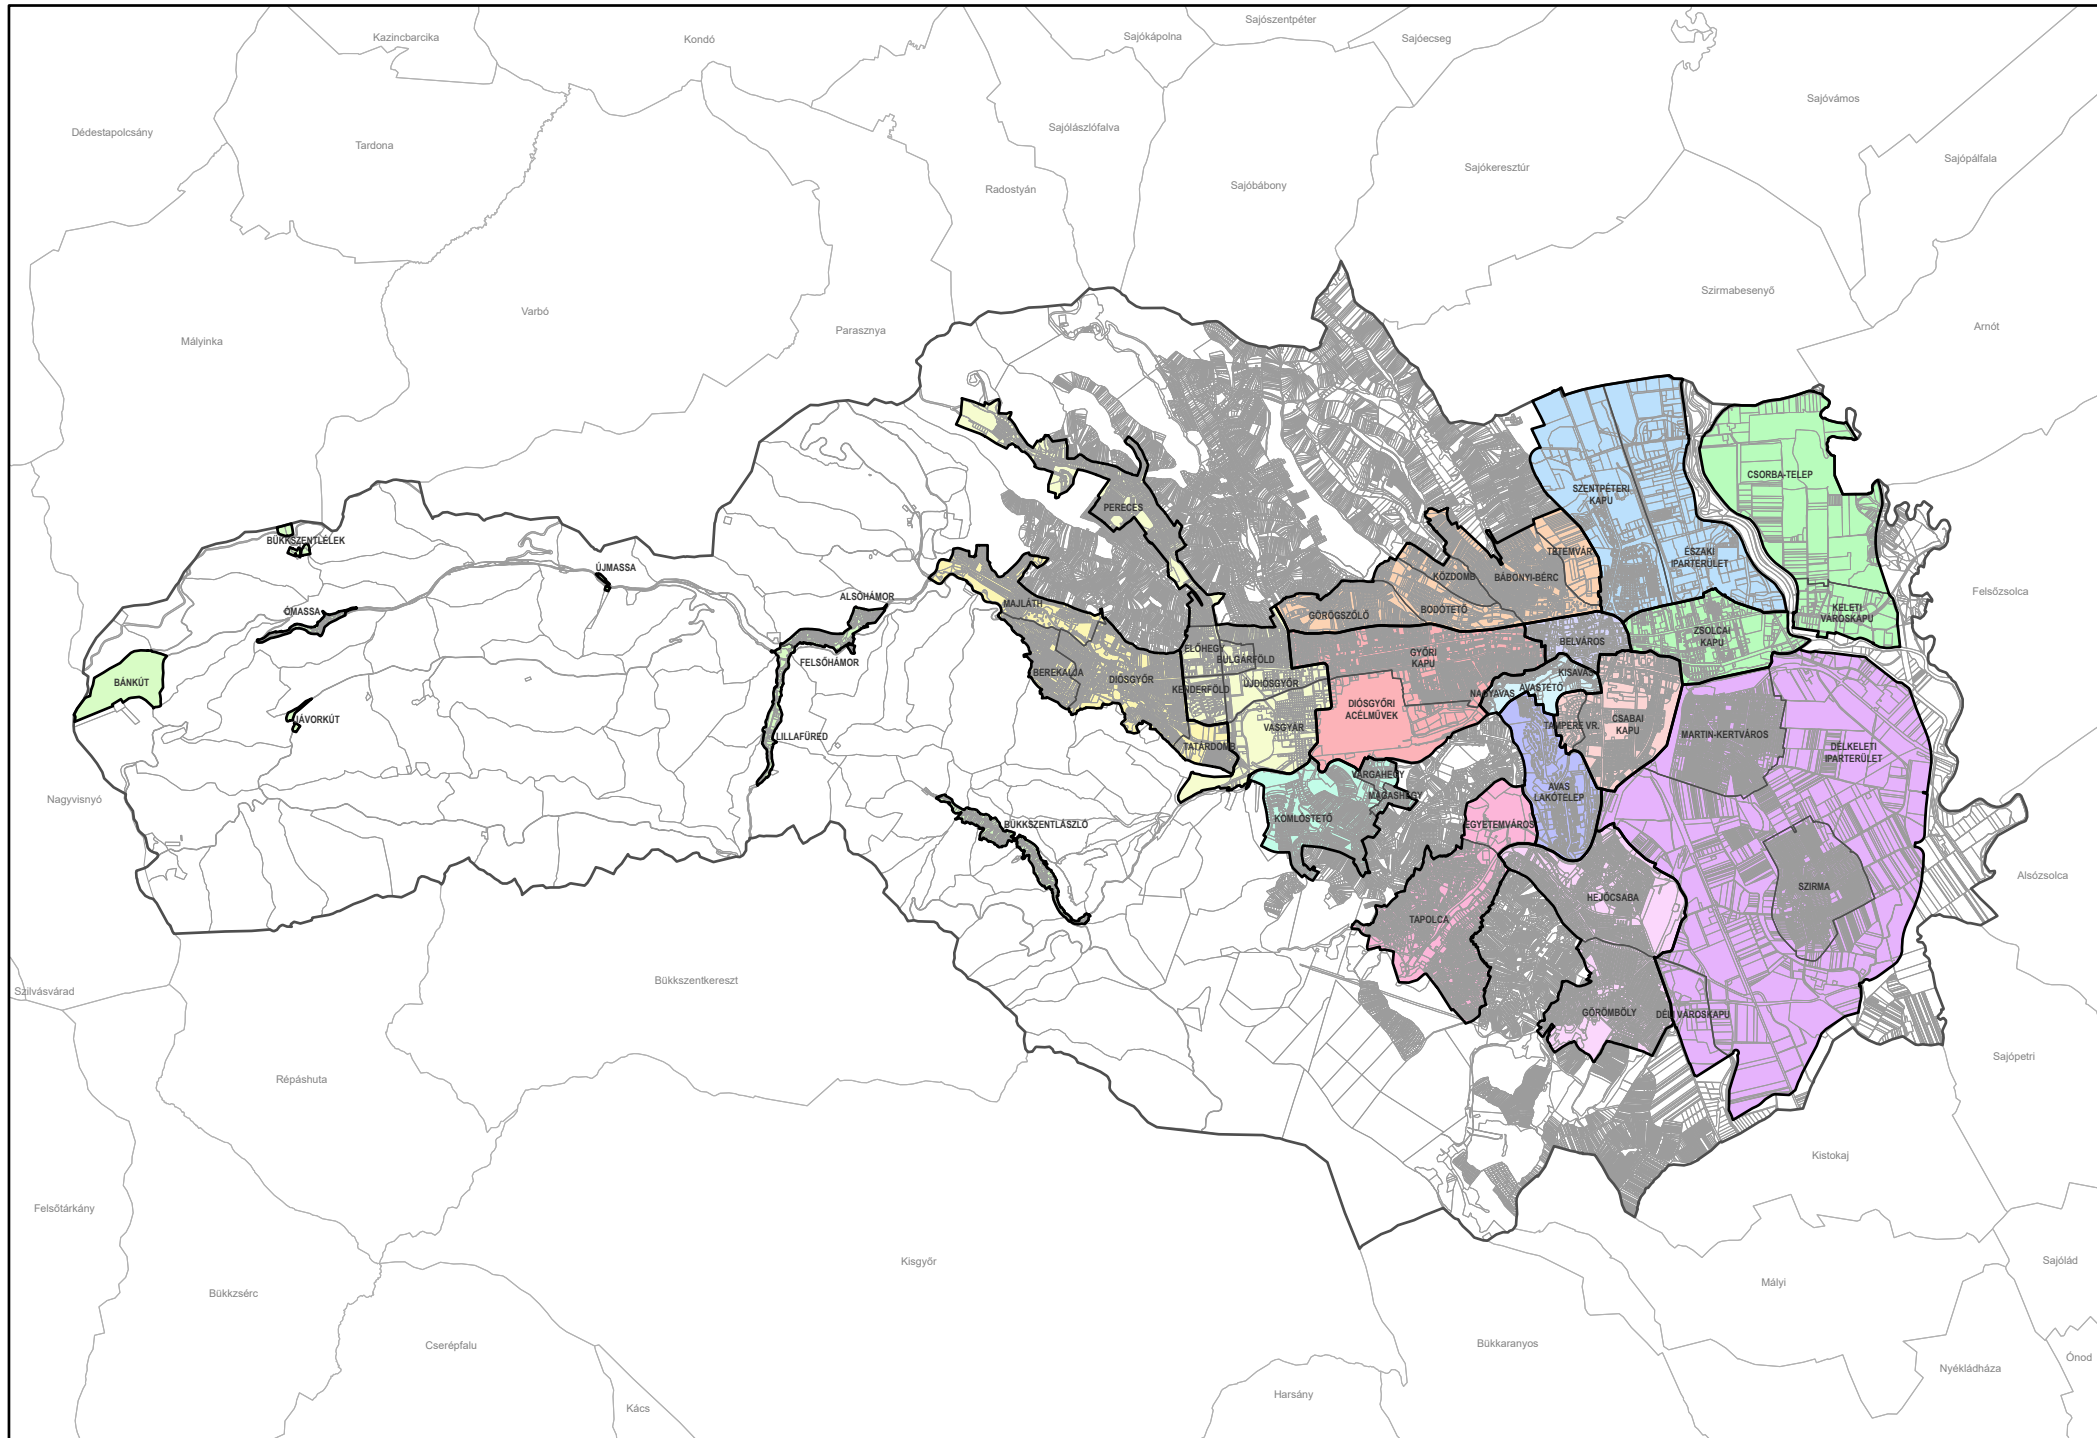 Sajószentpéter
Kazincbarcika
Kondó
Sajókápolna
Sajóecseg
Sajóvámos
Dédestapolcsány
Tardona
Sajólászlófalva
Sajópálfala
Sajókeresztúr
Radostyán
Sajóbábony
Szirmabesenyő
Varbó
Parasznya
Arnót
Mályinka
CSORBA-TELEP
SZENTPÉTERI
KAPU
PERECES
BÜKKSZENTLÉLEK
TETEMVÁR
ÉSZAKI
IPARTERÜLET
ÚJMASSA
KÖZDOMB
BÁBONYI-BÉRC
ALSÓHÁMOR
Felsőzsolca
ÓMASSA
MAJLÁTH
GÖRÖGSZŐLŐ
BODÓTETŐ
KELETI
VÁROSKAPU
ZSOLCAI
KAPU
BELVÁROS
ELŐHEGY
BULGÁRFÖLD
GYŐRI
KAPU
FELSŐHÁMOR
BEREKALJA
DIÓSGYŐR
KISAVAS
BÁNKÚT
KENDERFÖLD
ÚJDIÓSGYŐR
AVASTETŐ
NAGYAVAS
DIÓSGYŐRI
ACÉLMŰVEK
JÁVORKÚT
VASGYÁR
TAMPERE VR.
CSABAI
KAPU
LILLAFÜRED
MARTIN-KERTVÁROS
TATÁRDOMB
DÉLKELETI
IPARTERÜLET
VARGAHEGY
MAGASHEGY
AVAS
LAKÓTELEP
Nagyvisnyó
KOMLÓSTETŐ
BÜKKSZENTLÁSZLÓ
EGYETEMVÁROS
Alsózsolca
SZIRMA
HEJŐCSABA
TAPOLCA
Bükkszentkereszt
Szilvásvárad
GÖRÖMBÖLY
DÉLI VÁROSKAPU
Sajópetri
Répáshuta
Kistokaj
Felsőtárkány
Kisgyőr
Sajólád
Mályi
Bükkzsérc
Cserépfalu
Bükkaranyos
Ónod
Nyékládháza
Harsány
Kács